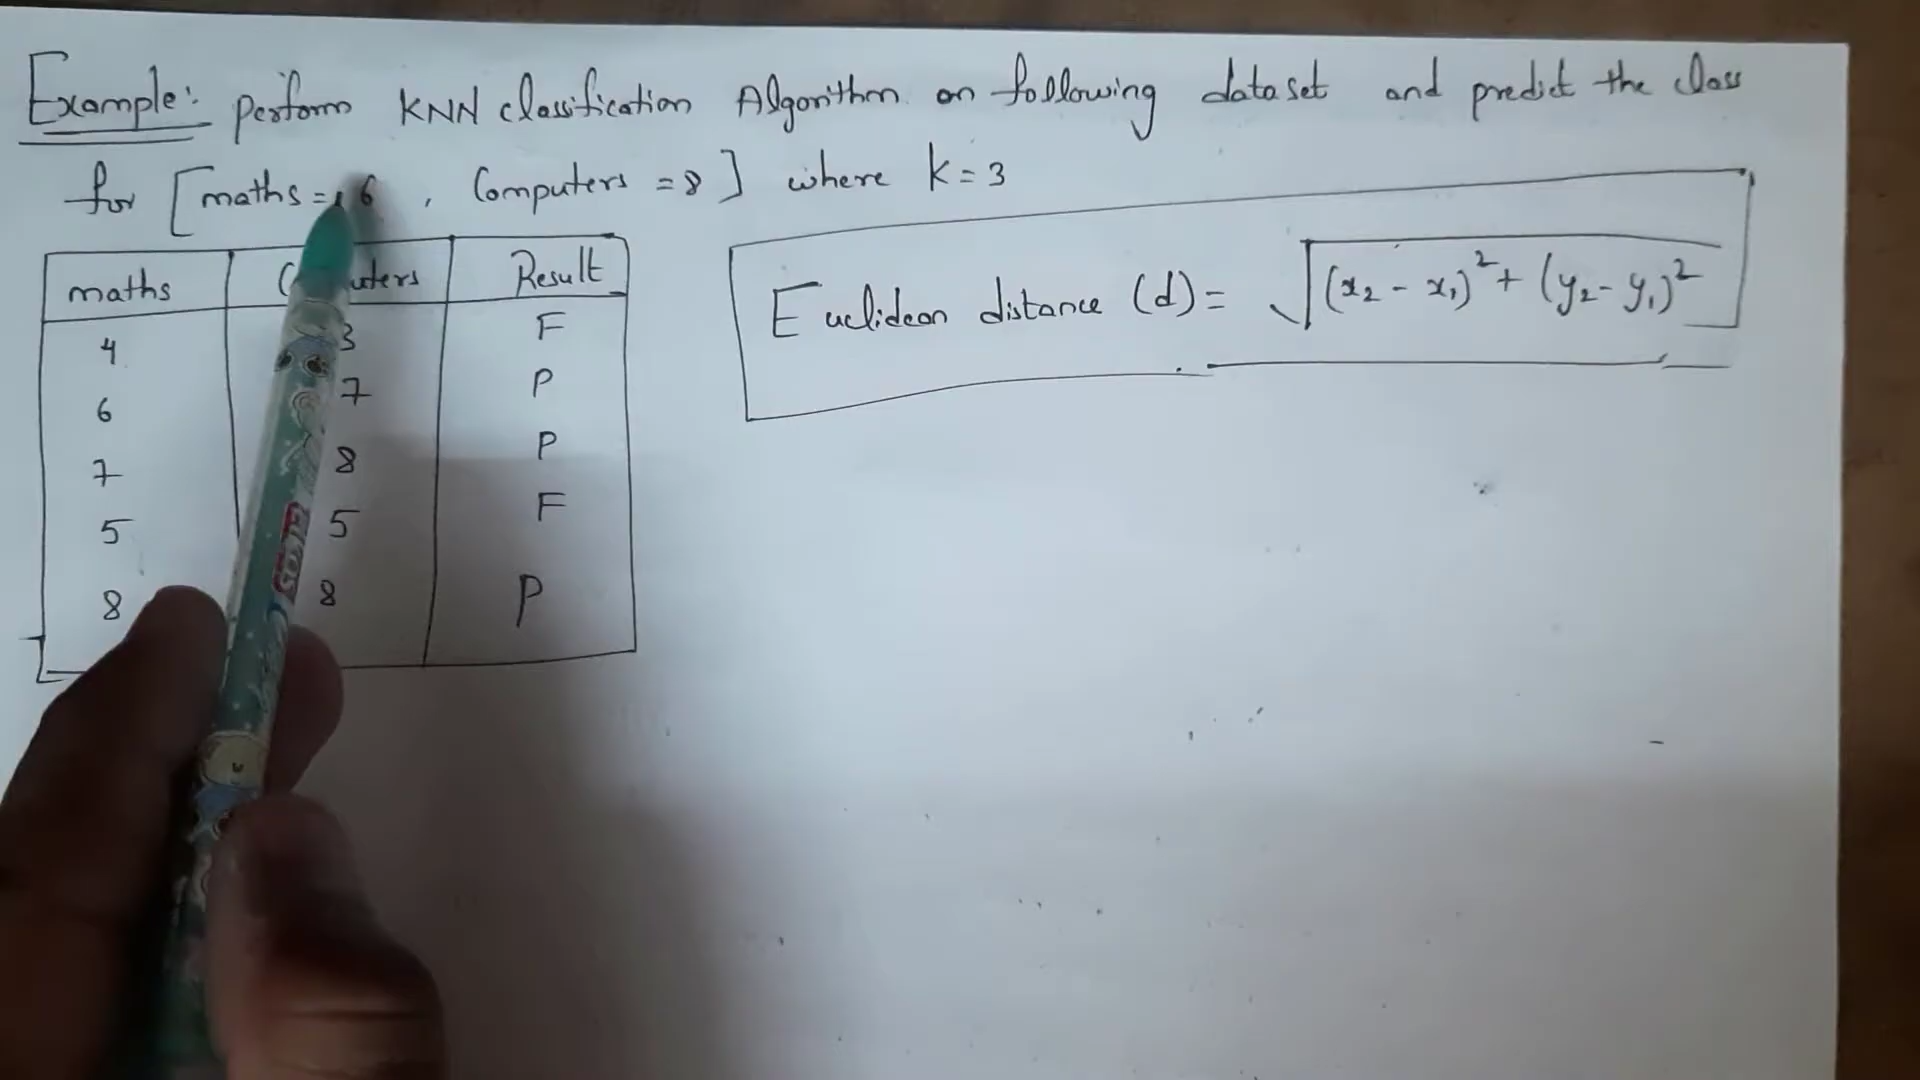 Example: perform KNN classification Algorithm on following dataset and predict the class
for [maths = 6 , Computers = 8] where k = 3
maths Result
4 3 F
6 7 P
7 8 P
5 5 F
8 8 P
Euclidean distance (d) = √(x₂ - x₁)² + (y₂ - y₁)²